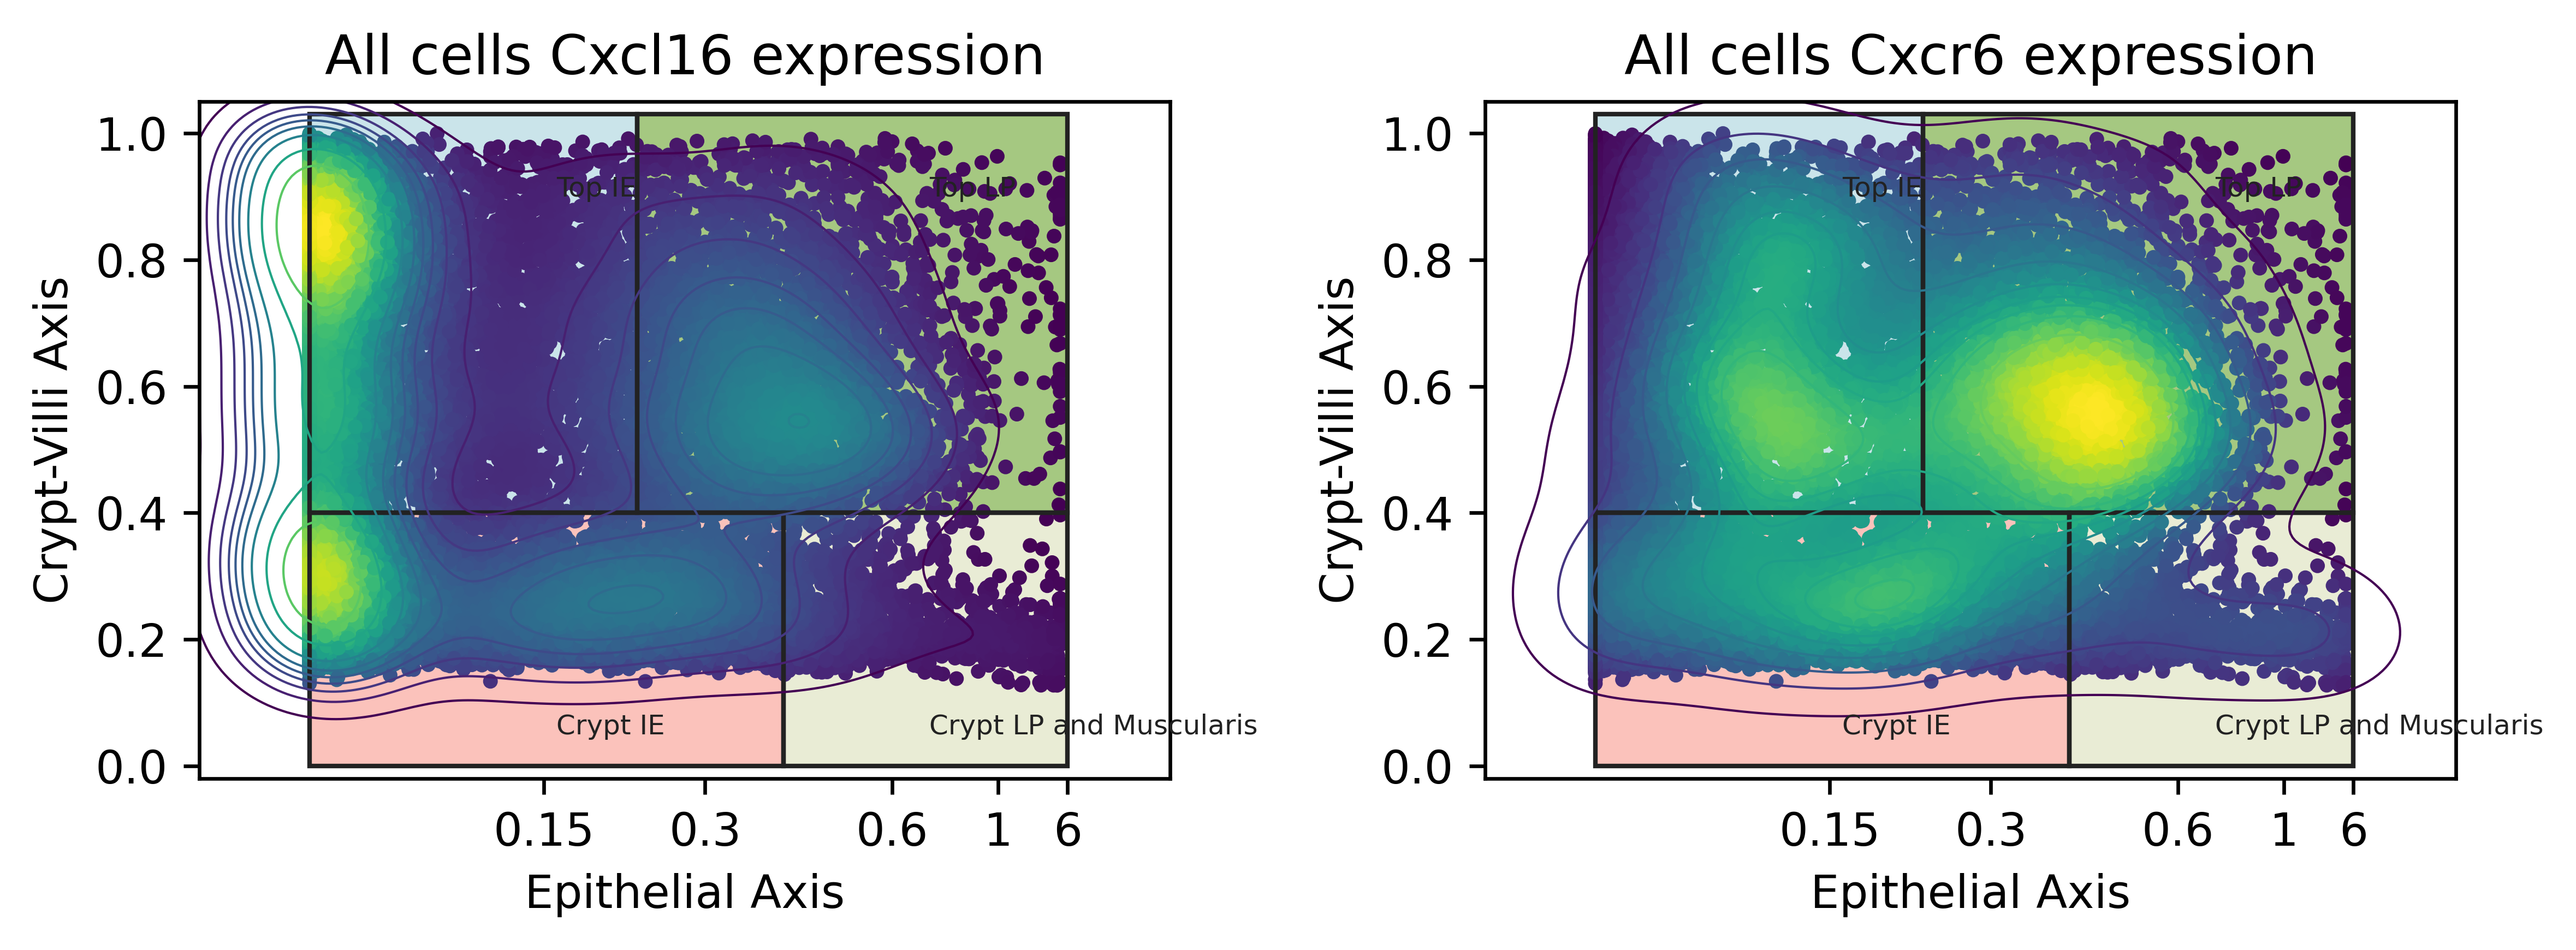 All cells Cxcl16 expression
Crypt-Villi Axis
1.0
0.8
0.6
0.4
0.2
0.0
Top IE
Top LP
Crypt IE
Crypt LP and Muscularis
0.15 0.3 0.6 1 6
Epithelial Axis
All cells Cxcr6 expression
Crypt-Villi Axis
1.0
0.8
0.6
0.4
0.2
0.0
Top IE
Top LP
Crypt IE
Crypt LP and Muscularis
0.15 0.3 0.6 1 6
Epithelial Axis